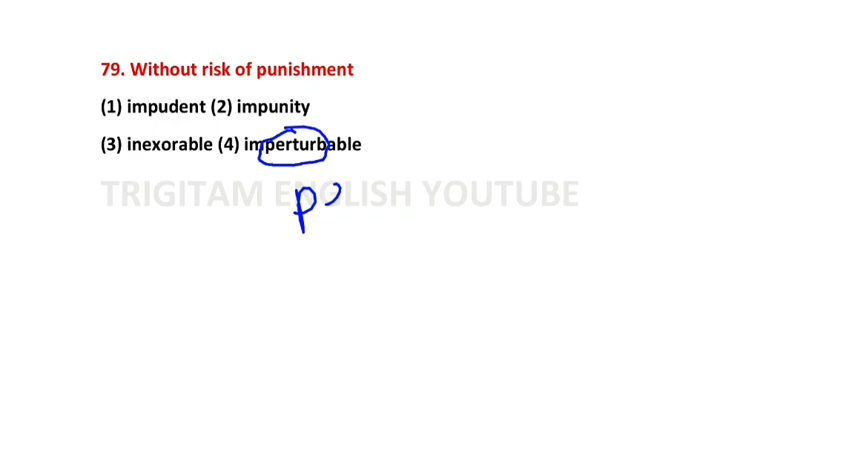 79. Without risk of punishment
(1) impudent (2) impunity
(3) inexorable (4) imperturbable
TRIGITAM ENGLISH YOUTUBE
p